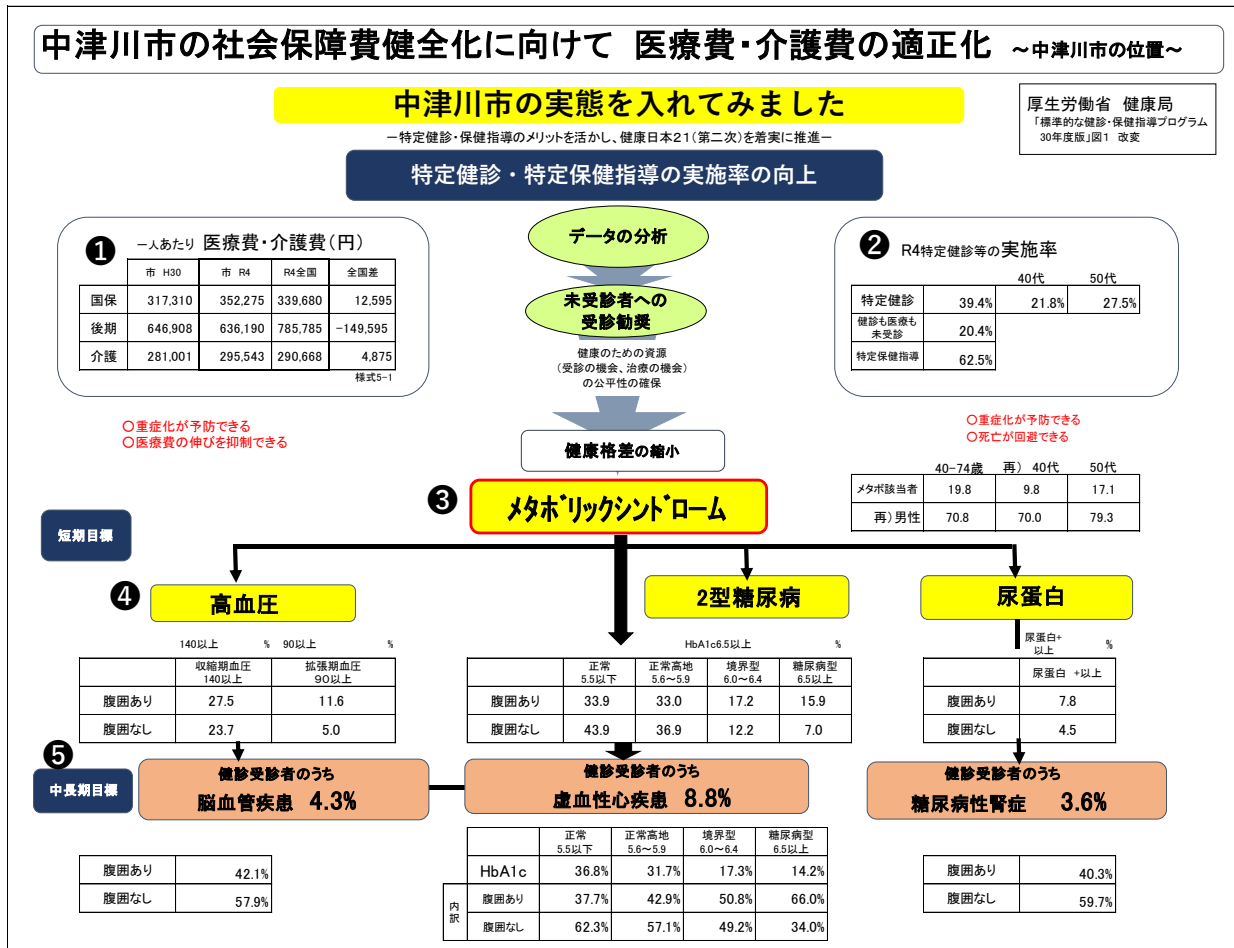 中津川市の社会保障費健全化に向けて 医療費・介護費の適正化 ～中津川市の位置～
中津川市の実態を入れてみました
厚生労働省 健康局
「標準的な健診・保健指導プログラム
30年度版」図1 改変
－特定健診・保健指導のメリットを活かし、健康日本21(第二次)を着実に推進－
特定健診・特定保健指導の実施率の向上
❶ 一人あたり 医療費・介護費(円)
市 H30 市 R4 R4全国 全国差
国保 317,310 352,275 339,680 12,595
後期 646,908 636,190 785,785 -149,595
介護 281,001 295,543 290,668 4,875
様式5-1
〇重症化が予防できる
〇医療費の伸びを抑制できる
データの分析
未受診者への
受診勧奨
健康のための資源
(受診の機会、治療の機会)
の公平性の確保
健康格差の縮小
❷ R4特定健診等の実施率
40代 50代
特定健診 39.4% 21.8% 27.5%
健診も医療も
未受診 20.4%
特定保健指導 62.5%
〇重症化が予防できる
〇死亡が回避できる
❸ メタボリックシンドローム
40-74歳 再) 40代 50代
メタボ該当者 19.8 9.8 17.1
再)男性 70.8 70.0 79.3
短期目標
❹ 高血圧
2型糖尿病
尿蛋白
140以上 % 90以上 %
収縮期血圧
140以上
拡張期血圧
90以上
腹囲あり 27.5 11.6
腹囲なし 23.7 5.0
HbA1c6.5以上 %
正常 正常高地 境界型 糖尿病型
5.5以下 5.6～5.9 6.0～6.4 6.5以上
腹囲あり 33.9 33.0 17.2 15.9
腹囲なし 43.9 36.9 12.2 7.0
尿蛋白+
以上 %
尿蛋白 +以上
腹囲あり 7.8
腹囲なし 4.5
❺
中長期目標
健診受診者のうち
脳血管疾患 4.3%
健診受診者のうち
虚血性心疾患 8.8%
健診受診者のうち
糖尿病性腎症 3.6%
腹囲あり 42.1%
腹囲なし 57.9%
正常 正常高地 境界型 糖尿病型
5.5以下 5.6～5.9 6.0～6.4 6.5以上
HbA1c 36.8% 31.7% 17.3% 14.2%
内訳
腹囲あり 37.7% 42.9% 50.8% 66.0%
腹囲なし 62.3% 57.1% 49.2% 34.0%
腹囲あり 40.3%
腹囲なし 59.7%